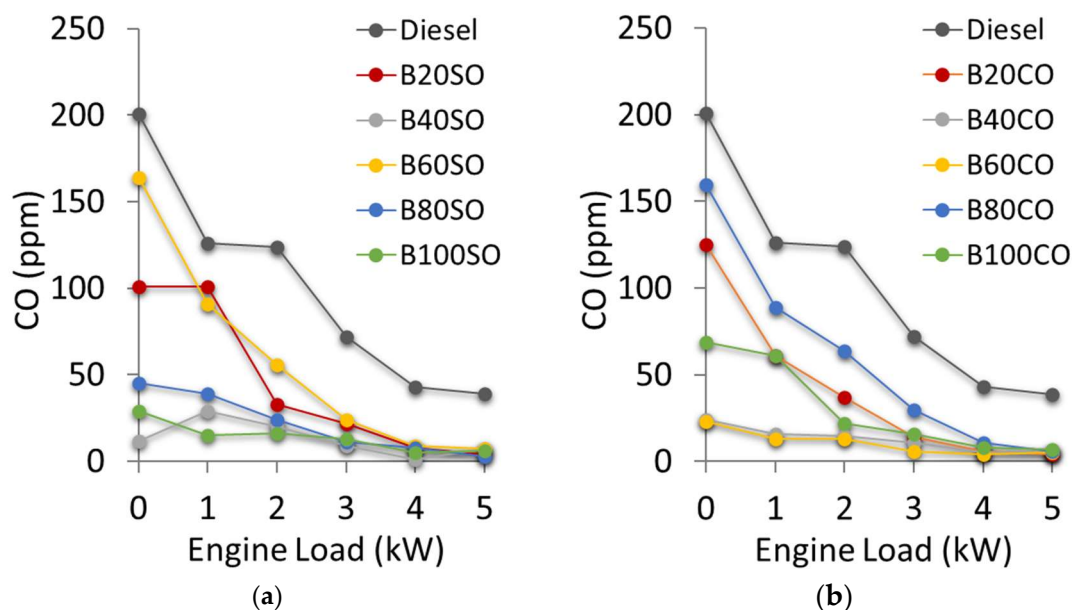 250
200
150
100
50
0
CO (ppm)
0 1 2 3 4 5
Engine Load (kW)
Diesel
B20SO
B40SO
B60SO
B80SO
B100SO
(a)
250
200
150
100
50
0
CO (ppm)
0 1 2 3 4 5
Engine Load (kW)
Diesel
B20CO
B40CO
B60CO
B80CO
B100CO
(b)